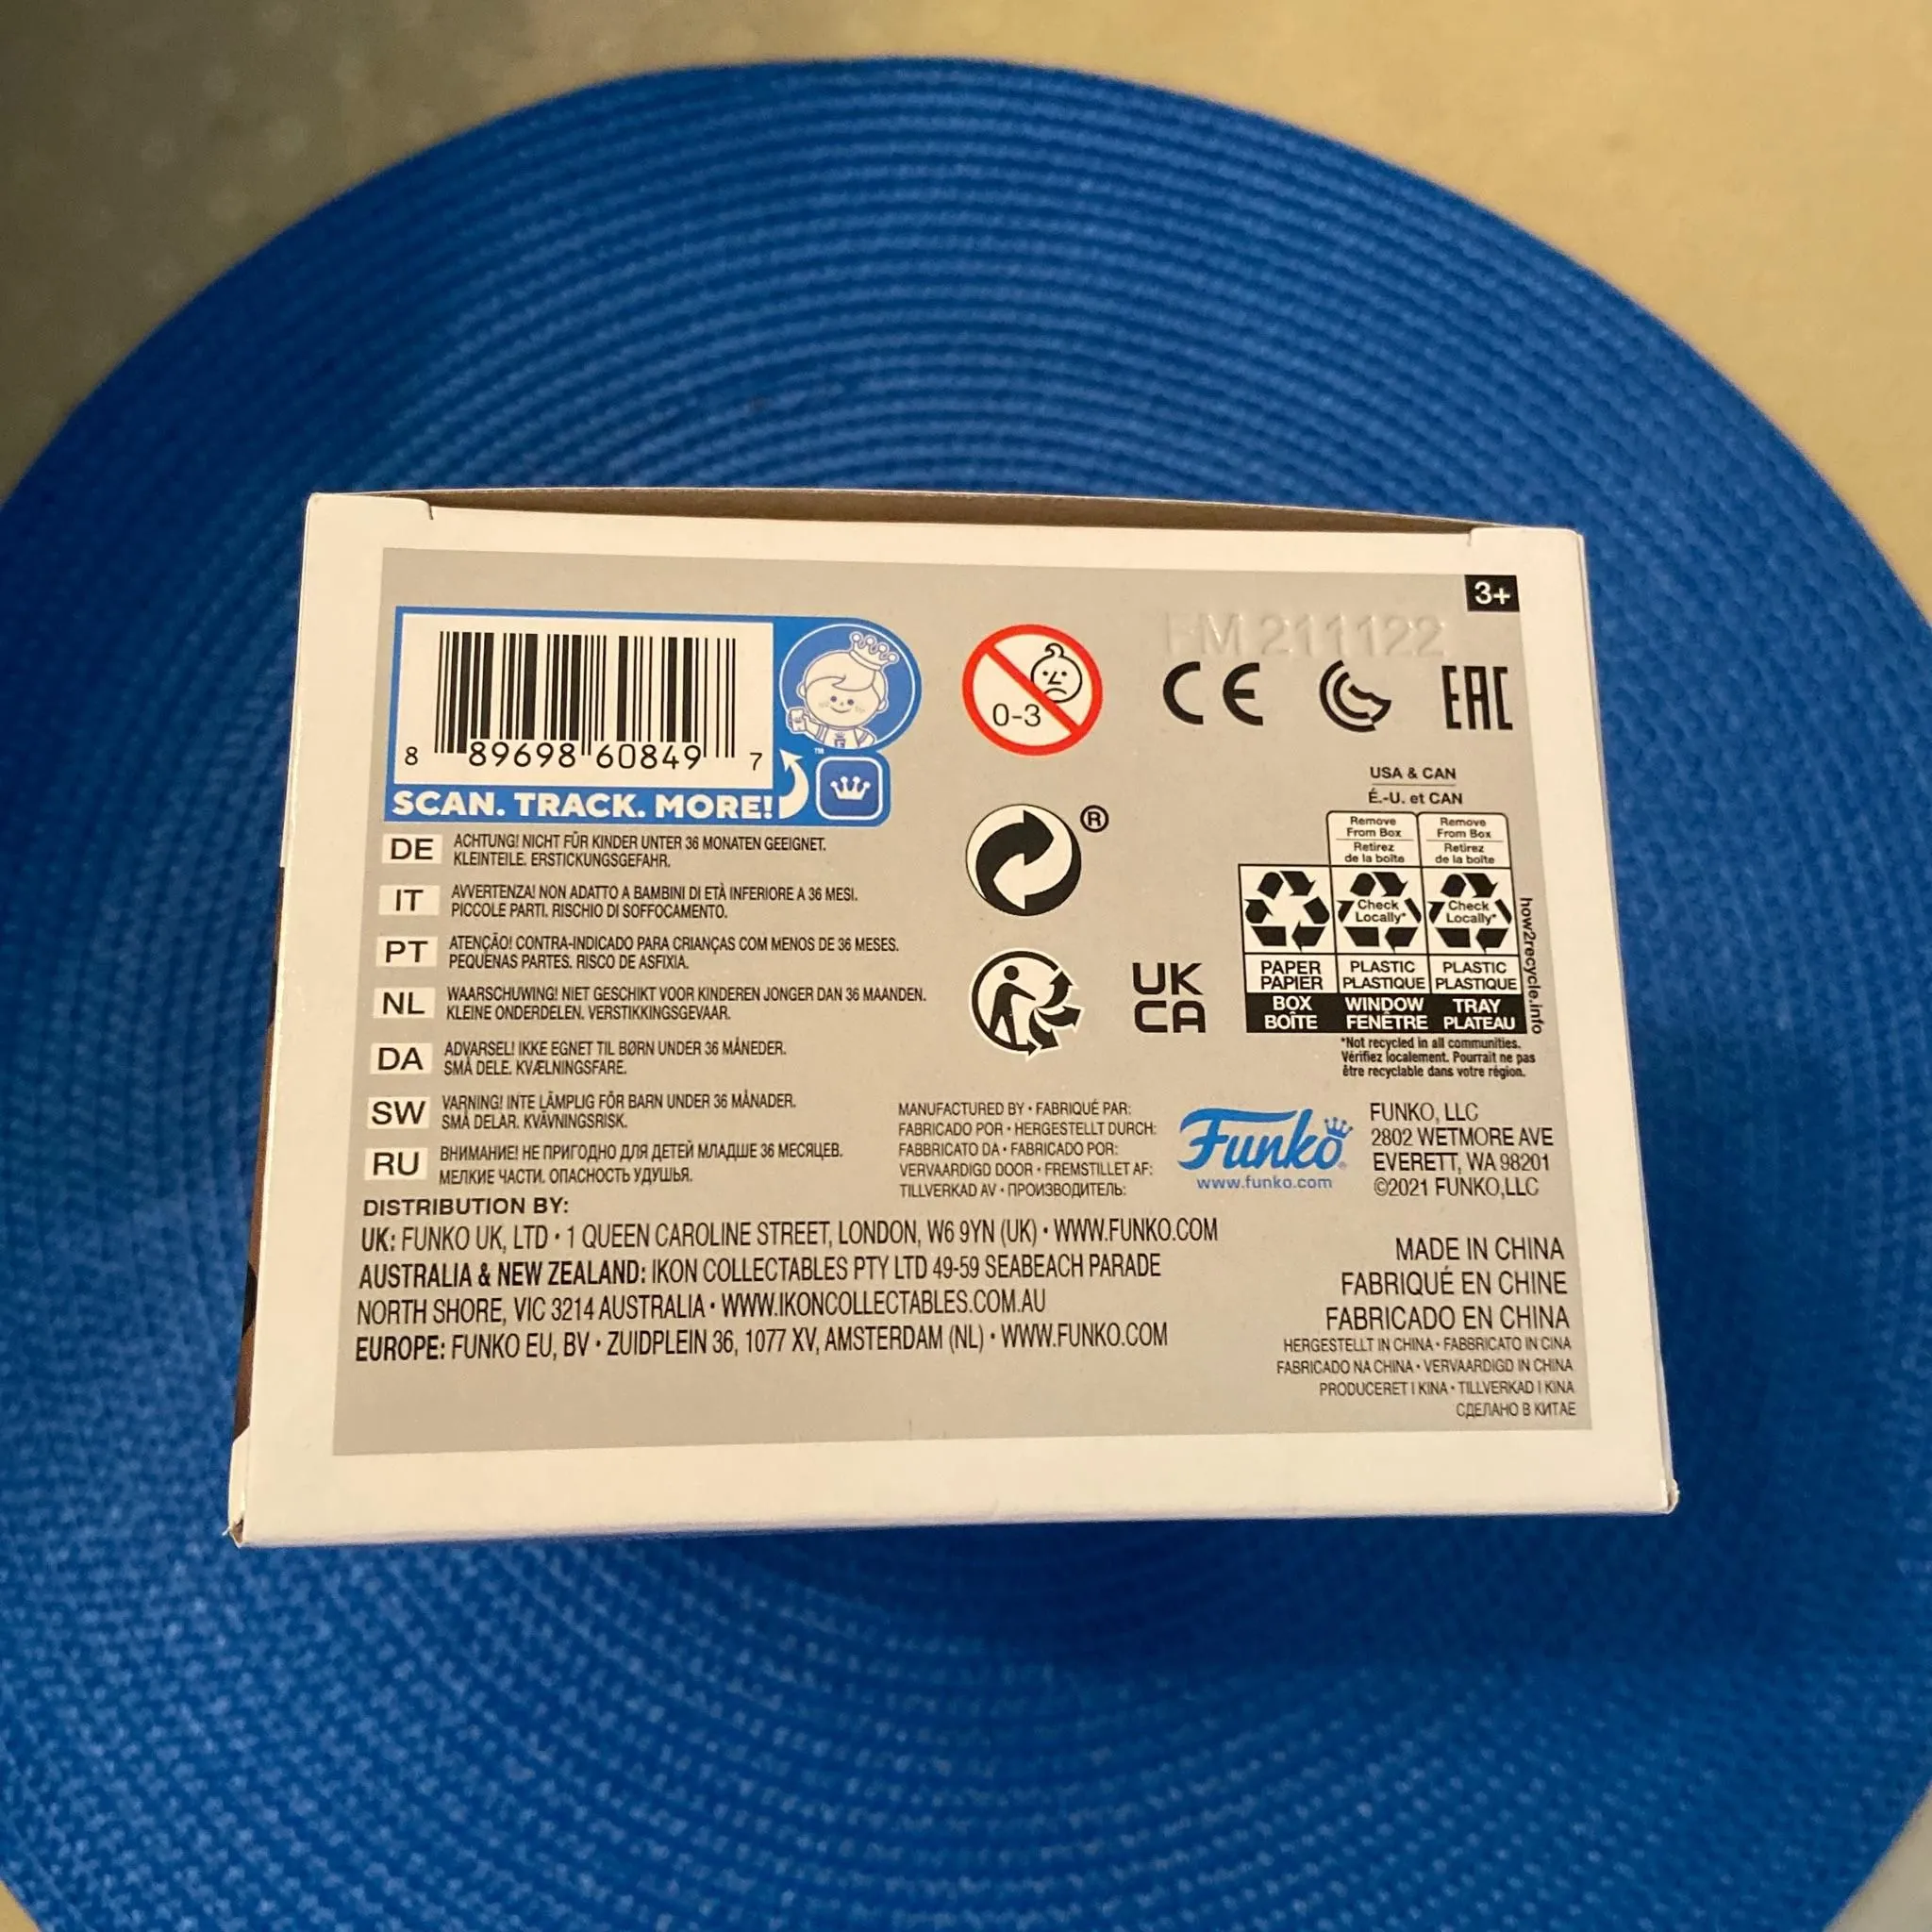 3+
FM 211122
8 89698 60849 7
SCAN. TRACK. MORE!
™
0-3
CE
EAC
®
UK
CA
USA & CAN
É.-U. et CAN
Remove
From Box
Retirez
de la boîte
Remove
From Box
Retirez
de la boîte
Check
Locally*
Check
Locally*
PAPER
PAPIER
BOX
BOÎTE
PLASTIC
PLASTIQUE
WINDOW
FENÊTRE
PLASTIC
PLASTIQUE
TRAY
PLATEAU
how2recycle.info
*Not recycled in all communities.
Vérifiez localement. Pourrait ne pas
être recyclable dans votre région.
DE ACHTUNG! NICHT FÜR KINDER UNTER 36 MONATEN GEEIGNET.
KLEINTEILE. ERSTICKUNGSGEFAHR.
IT AVVERTENZA! NON ADATTO A BAMBINI DI ETÀ INFERIORE A 36 MESI.
PICCOLE PARTI. RISCHIO DI SOFFOCAMENTO.
PT ATENÇÃO! CONTRA-INDICADO PARA CRIANÇAS COM MENOS DE 36 MESES.
PEQUENAS PARTES. RISCO DE ASFIXIA.
NL WAARSCHUWING! NIET GESCHIKT VOOR KINDEREN JONGER DAN 36 MAANDEN.
KLEINE ONDERDELEN. VERSTIKKINGSGEVAAR.
DA ADVARSEL! IKKE EGNET TIL BØRN UNDER 36 MÅNEDER.
SMÅ DELE. KVÆLNINGSFARE.
SW VARNING! INTE LÄMPLIG FÖR BARN UNDER 36 MÅNADER.
SMÅ DELAR. KVÄVNINGSRISK.
RU ВНИМАНИЕ! НЕ ПРИГОДНО ДЛЯ ДЕТЕЙ МЛАДШЕ 36 МЕСЯЦЕВ.
МЕЛКИЕ ЧАСТИ. ОПАСНОСТЬ УДУШЬЯ.
MANUFACTURED BY • FABRIQUÉ PAR:
FABRICADO POR • HERGESTELLT DURCH:
FABBRICATO DA • FABRICADO POR:
VERVAARDIGD DOOR • FREMSTILLET AF:
TILLVERKAD AV • ПРОИЗВОДИТЕЛЬ:
Funko
www.funko.com
FUNKO, LLC
2802 WETMORE AVE
EVERETT, WA 98201
©2021 FUNKO,LLC
DISTRIBUTION BY:
UK: FUNKO UK, LTD • 1 QUEEN CAROLINE STREET, LONDON, W6 9YN (UK) • WWW.FUNKO.COM
AUSTRALIA & NEW ZEALAND: IKON COLLECTABLES PTY LTD 49-59 SEABEACH PARADE
NORTH SHORE, VIC 3214 AUSTRALIA • WWW.IKONCOLLECTABLES.COM.AU
EUROPE: FUNKO EU, BV • ZUIDPLEIN 36, 1077 XV, AMSTERDAM (NL) • WWW.FUNKO.COM
MADE IN CHINA
FABRIQUÉ EN CHINE
FABRICADO EN CHINA
HERGESTELLT IN CHINA • FABBRICATO IN CINA
FABRICADO NA CHINA • VERVAARDIGD IN CHINA
PRODUCERET I KINA • TILLVERKAD I KINA
СДЕЛАНО В КИТАЕ